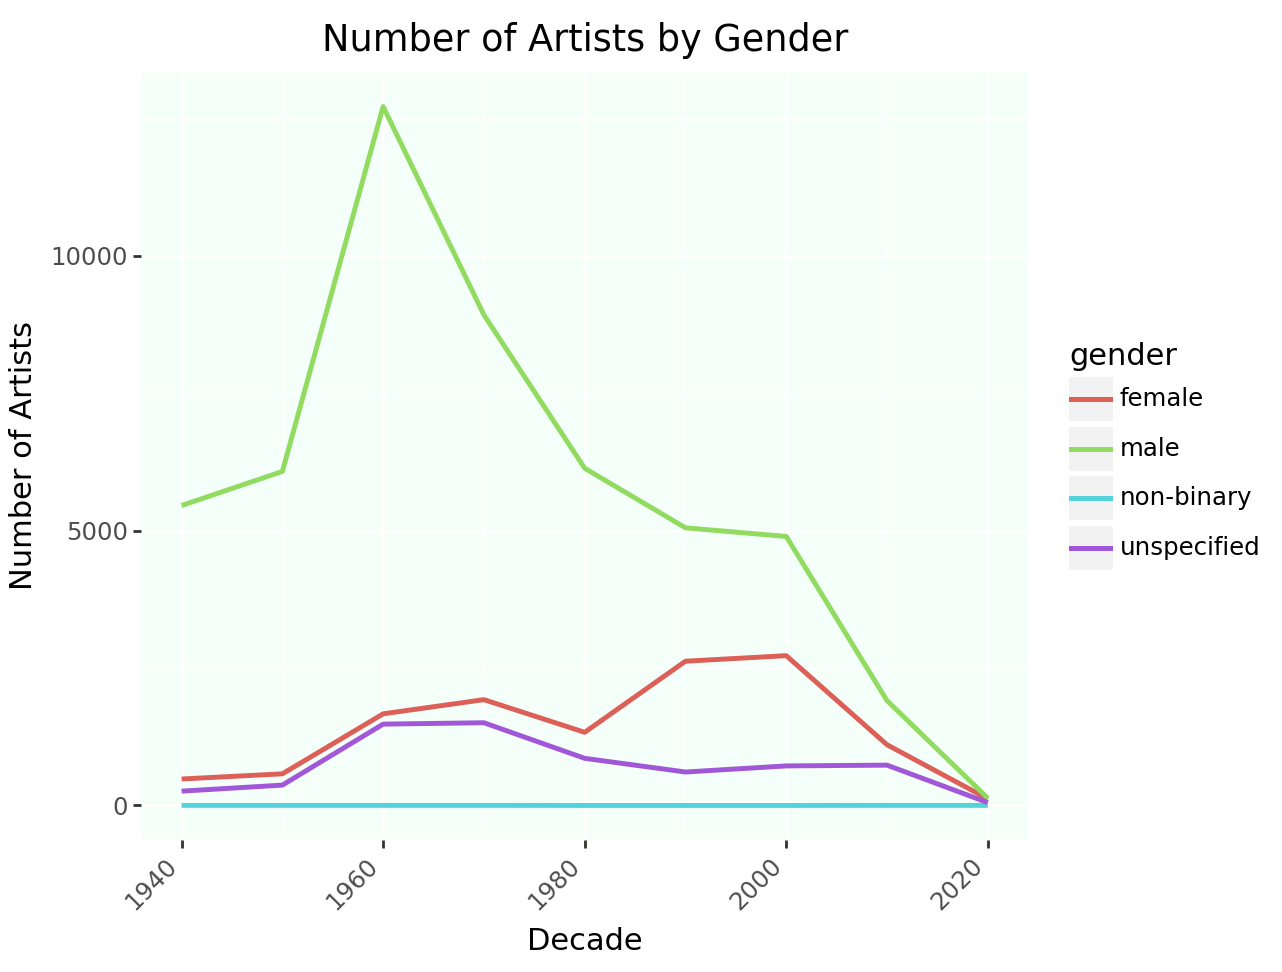 Number of Artists by Gender
Number of Artists
10000
5000
0
1940
1960
1980
2000
2020
Decade
gender
female
male
non-binary
unspecified